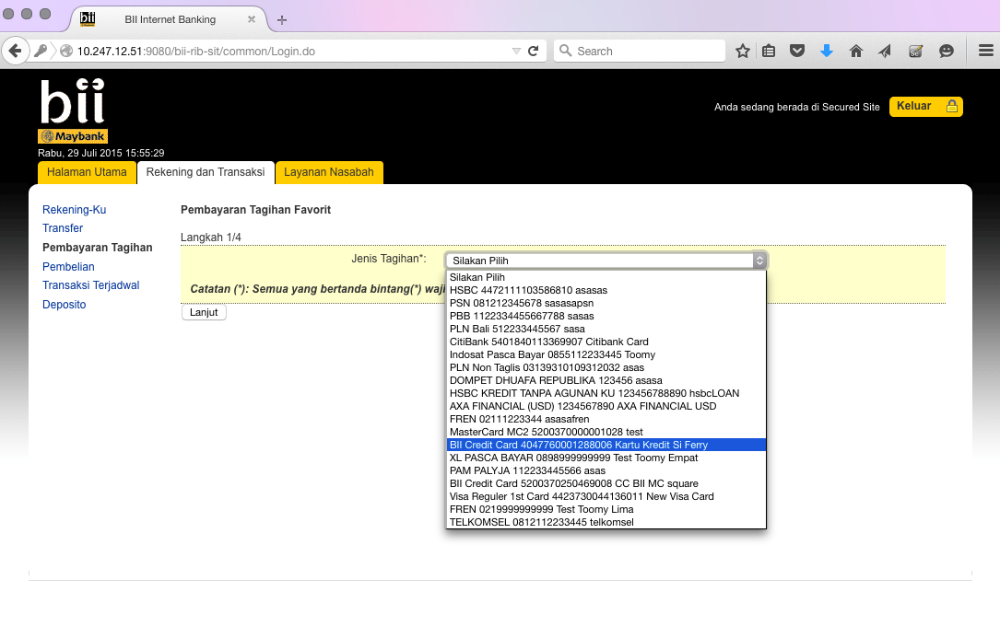 bii BII Internet Banking
10.247.12.51:9080/bii-rib-sit/common/Login.do Search
bii
Maybank
Anda sedang berada di Secured Site Keluar
Rabu, 29 Juli 2015 15:55:29
Halaman Utama Rekening dan Transaksi Layanan Nasabah
Rekening-Ku
Transfer
Pembayaran Tagihan
Pembelian
Transaksi Terjadwal
Deposito
Pembayaran Tagihan Favorit
Langkah 1/4
Jenis Tagihan*: Silakan Pilih
Catatan (*): Semua yang bertanda bintang(*) waji
Lanjut
Silakan Pilih
HSBC 4472111103586810 asasas
PSN 081212345678 sasasapsn
PBB 1122334455667788 sasas
PLN Bali 512233445567 sasa
CitiBank 5401840113369907 Citibank Card
Indosat Pasca Bayar 0855112233445 Toomy
PLN Non Taglis 03139310109312032 asas
DOMPET DHUAFA REPUBLIKA 123456 asasa
HSBC KREDIT TANPA AGUNAN KU 123456788890 hsbcLOAN
AXA FINANCIAL (USD) 1234567890 AXA FINANCIAL USD
FREN 02111223344 asasafren
MasterCard MC2 5200370000001028 test
BII Credit Card 4047760001288006 Kartu Kredit Si Ferry
XL PASCA BAYAR 0898999999999 Test Toomy Empat
PAM PALYJA 112233445566 asas
BII Credit Card 5200370250469008 CC BII MC square
Visa Reguler 1st Card 4423730044136011 New Visa Card
FREN 0219999999999 Test Toomy Lima
TELKOMSEL 0812112233445 telkomsel